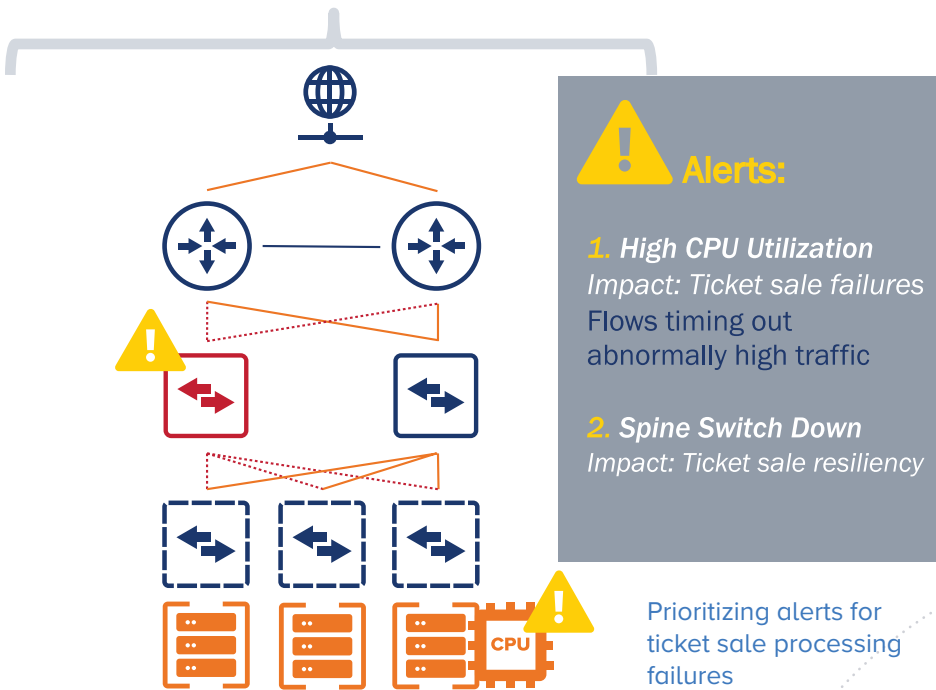 Alerts:
1. High CPU Utilization
Impact: Ticket sale failures
Flows timing out
abnormally high traffic
2. Spine Switch Down
Impact: Ticket sale resiliency
CPU
Prioritizing alerts for
ticket sale processing
failures